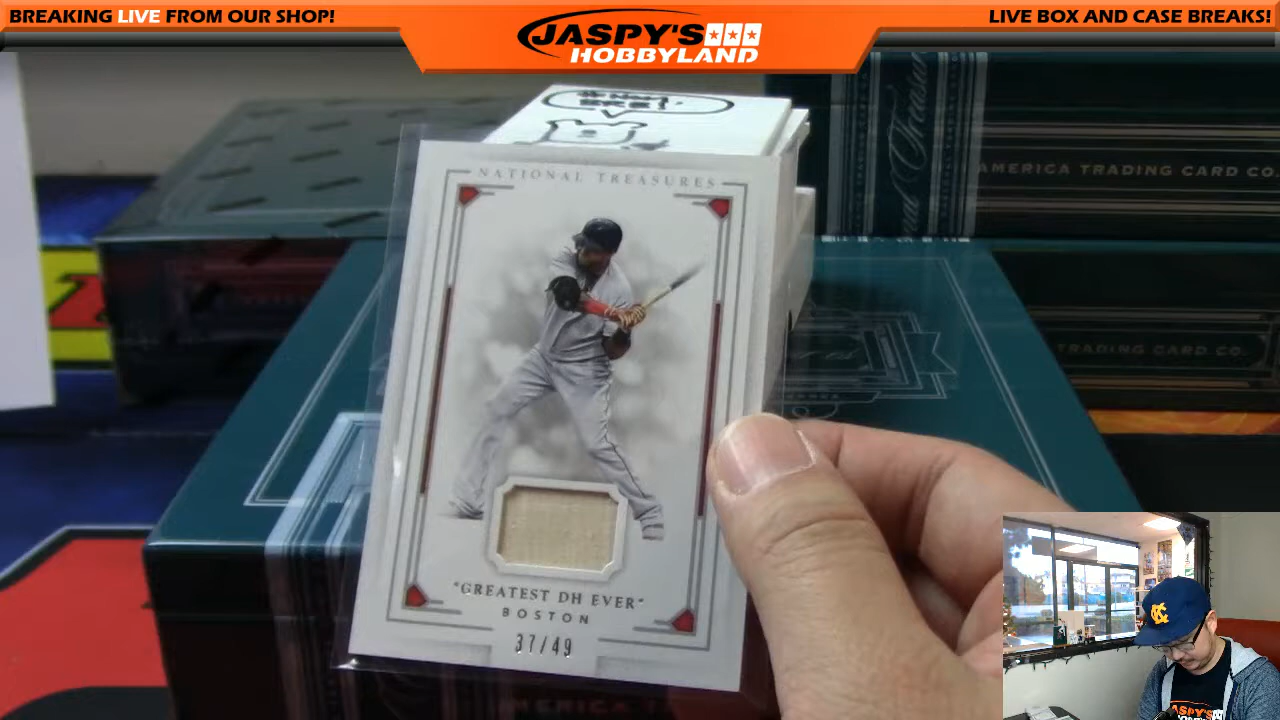 BREAKING LIVE FROM OUR SHOP!
JASPY'S
HOBBYLAND
LIVE BOX AND CASE BREAKS!
NATIONAL TREASURES
AMERICA TRADING CARD CO.
TRADING CARD CO.
"GREATEST DH EVER"
BOSTON
37/49
JASPY'S